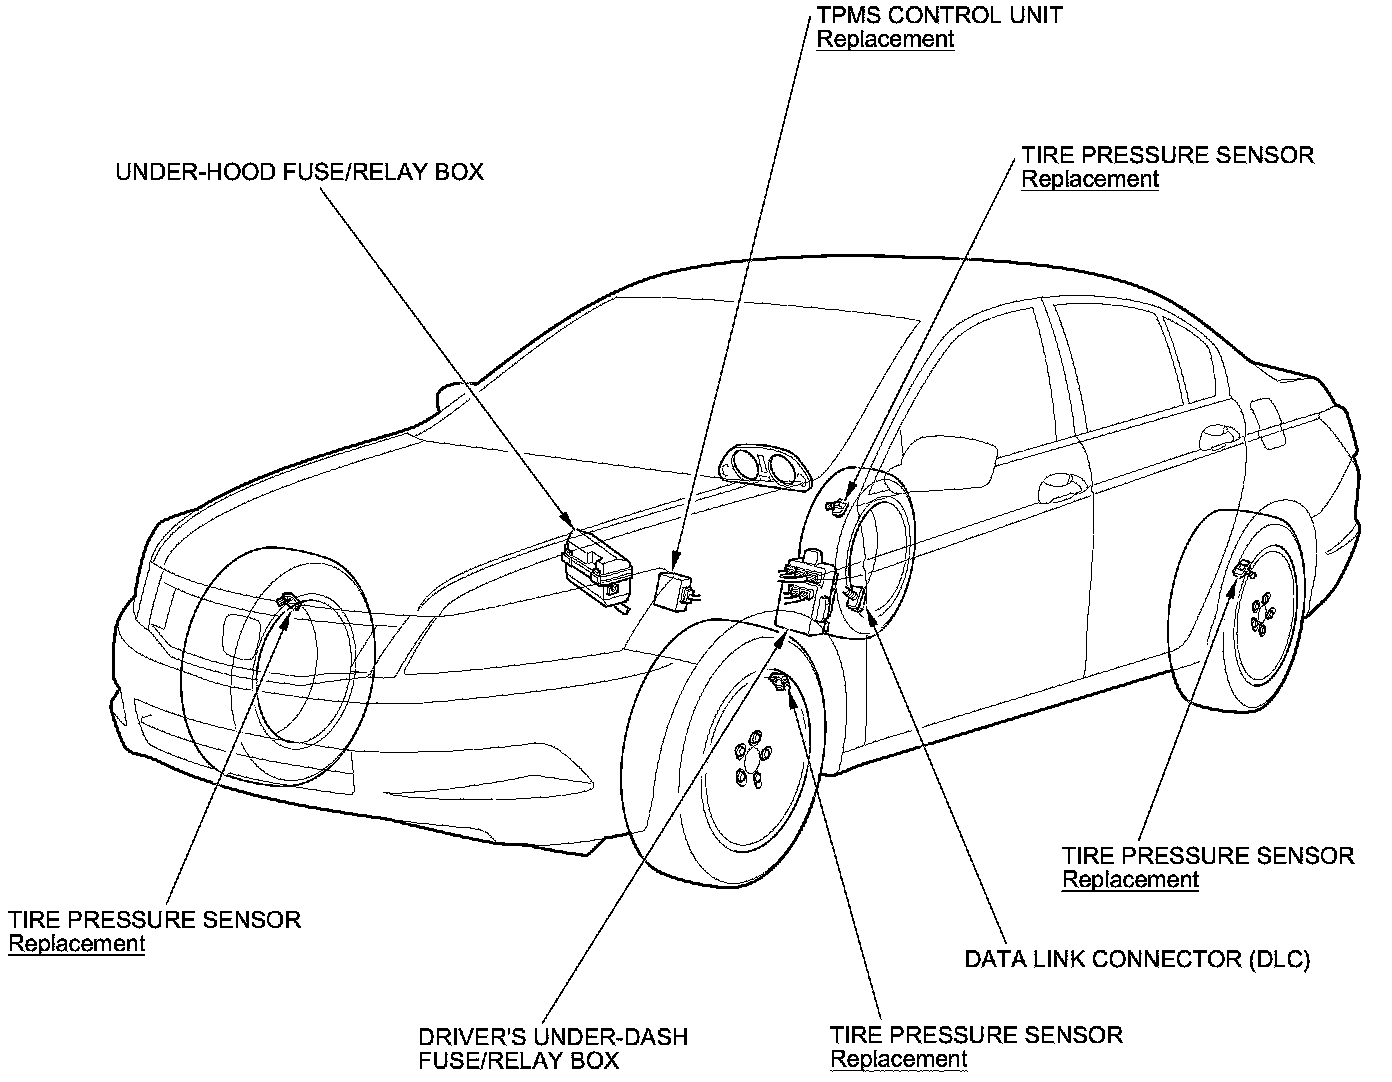 TPMS CONTROL UNIT
Replacement
TIRE PRESSURE SENSOR
Replacement
UNDER-HOOD FUSE/RELAY BOX
TIRE PRESSURE SENSOR
Replacement
TIRE PRESSURE SENSOR
Replacement
DATA LINK CONNECTOR (DLC)
DRIVER'S UNDER-DASH
FUSE/RELAY BOX
TIRE PRESSURE SENSOR
Replacement